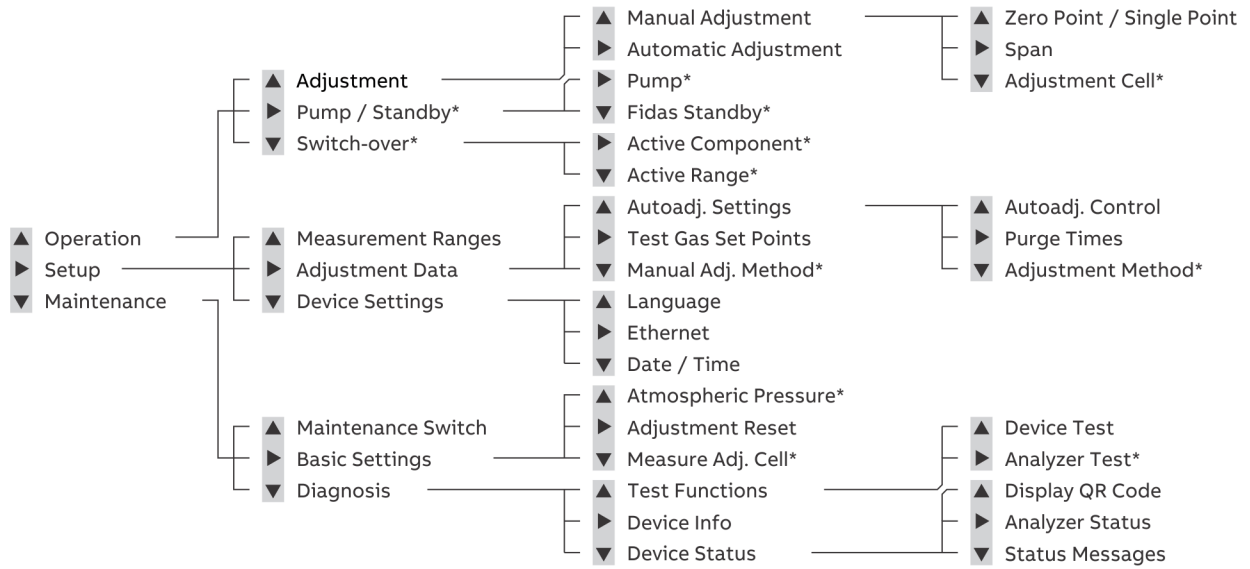 ▲ Manual Adjustment ▲ Zero Point / Single Point
▶ Automatic Adjustment ▶ Span
▲ Adjustment ▶ Pump* ▼ Adjustment Cell*
▶ Pump / Standby* ▼ Fidas Standby*
▼ Switch-over* ▶ Active Component*
▼ Active Range*
▲ Autoadj. Settings ▲ Autoadj. Control
▲ Operation ▲ Measurement Ranges ▶ Test Gas Set Points ▶ Purge Times
▶ Setup ▶ Adjustment Data ▼ Manual Adj. Method* ▼ Adjustment Method*
▼ Maintenance ▼ Device Settings ▲ Language
▶ Ethernet
▼ Date / Time
▲ Atmospheric Pressure*
▲ Maintenance Switch ▶ Adjustment Reset ▲ Device Test
▶ Basic Settings ▼ Measure Adj. Cell* ▶ Analyzer Test*
▼ Diagnosis ▲ Test Functions ▲ Display QR Code
▶ Device Info ▶ Analyzer Status
▼ Device Status ▼ Status Messages